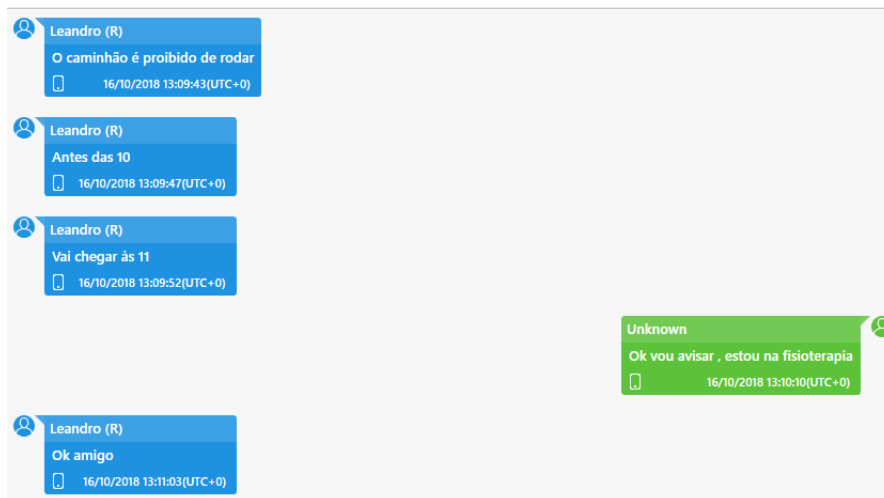 Leandro (R)
O caminhão é proibido de rodar
16/10/2018 13:09:43(UTC+0)
Leandro (R)
Antes das 10
16/10/2018 13:09:47(UTC+0)
Leandro (R)
Vai chegar às 11
16/10/2018 13:09:52(UTC+0)
Unknown
Ok vou avisar , estou na fisioterapia
16/10/2018 13:10:10(UTC+0)
Leandro (R)
Ok amigo
16/10/2018 13:11:03(UTC+0)